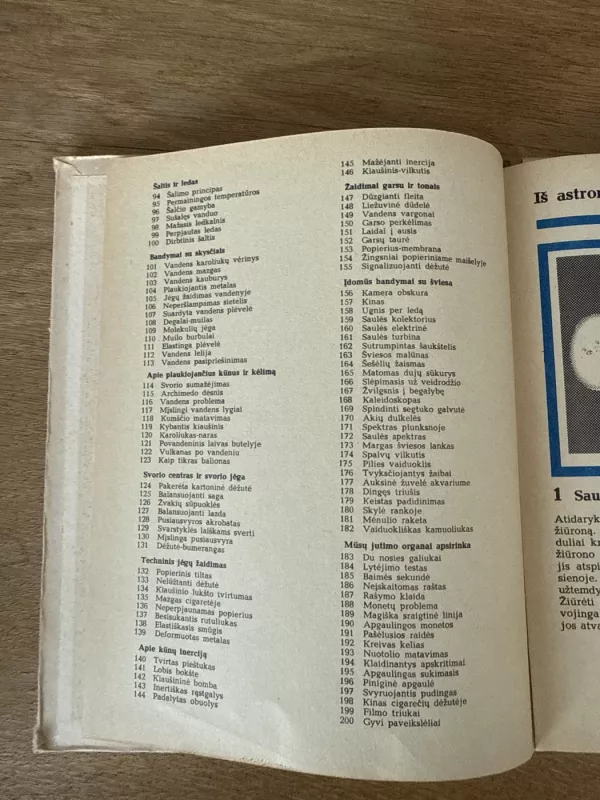 Šaltis ir ledas
94 Šalimo principas
95 Permainingos temperatūros
96 Šalčio gamyba
97 Sušalęs vanduo
98 Mažasis ledkalnis
99 Perpjautas ledas
100 Dirbtinis šaltis
Bandymai su skysčiais
101 Vandens karoliukų vėrinys
102 Vandens mazgas
103 Vandens kauburys
104 Plaukiojantis metalas
105 Jėgų žaidimas vandenyje
106 Neperšlampamas sietelis
107 Suardyta vandens plėvelė
108 Degalai-muilas
109 Molekulių jėga
110 Muilo burbulai
111 Elastinga plėvelė
112 Vandens lelija
113 Vandens pasipriešinimas
Apie plaukiojančius kūnus ir kėlimą
114 Svorio sumažėjimas
115 Archimedo dėsnis
116 Vandens problema
117 Mįslingi vandens lygiai
118 Kumščio matavimas
119 Kybantis kiaušinis
120 Karoliukas-naras
121 Povandeninis laivas butelyje
122 Vulkanas po vandeniu
123 Kaip tikras balionas
Svorio centras ir svorio jėga
124 Pakerėta kartoninė dėžutė
125 Balansuojanti saga
126 Žvakių sūpuoklės
127 Balansuojanti lazda
128 Pusiausvyros akrobatas
129 Svarstyklės laiškams sverti
130 Mįslinga pusiausvyra
131 Dėžutė-bumerangas
Techninis jėgų žaidimas
132 Popierinis tiltas
133 Nelūžtanti dėžutė
134 Kiaušinio lukšto tvirtumas
135 Mazgas cigaretėje
136 Neperpjaunamas popierius
137 Besisukantis rutuliukas
138 Elastiškasis smūgis
139 Deformuotas metalas
Apie kūnų inerciją
140 Tvirtas pieštukas
141 Lobis bokšte
142 Kiaušininė bomba
143 Inertiškas rąstgalys
144 Padalytas obuolys
145 Mažėjanti inercija
146 Kiaušinis-vilkutis
Žaidimai garsu ir tonais
147 Dūzgianti fleita
148 Liežuvinė dūdelė
149 Vandens vargonai
150 Garso perkėlimas
151 Laidai į ausis
152 Garsų taurė
153 Popierius-membrana
154 Žingsniai popieriniame maišelyje
155 Signalizuojanti dėžutė
Įdomūs bandymai su šviesa
156 Kamera obskura
157 Kinas
158 Ugnis per ledą
159 Saulės kolektorius
160 Saulės elektrinė
161 Saulės turbina
162 Sutrumpintas šaukštelis
163 Šviesos malūnas
164 Šešėlių žaismas
165 Matomas dujų sūkurys
166 Slėpimasis už veidrodžio
167 Žvilgsnis į begalybę
168 Kaleidoskopas
169 Spindinti segtuko galvutė
170 Akių dulkelės
171 Spektras plunksnoje
172 Saulės spektras
173 Margas šviesos lankas
174 Spalvų vilkutis
175 Pilies vaiduoklis
176 Tvyksčiojantys žaibai
177 Auksinė žuvelė akvariume
178 Dingęs triušis
179 Keistas padidinimas
180 Skylė rankoje
181 Mėnulio raketa
182 Vaiduokliškas kamuoliukas
Mūsų jutimo organai apsirinka
183 Du nosies galiukai
184 Lytėjimo testas
185 Baimės sekundė
186 Neįskaitomas raštas
187 Rašymo klaida
188 Monetų problema
189 Magiška sraigtinė linija
190 Apgaulingos monetos
191 Pašėlusios raidės
192 Kreivas kelias
193 Nuotolio matavimas
194 Klaidinantys apskritimai
195 Apgaulingas sukimasis
196 Piniginė apgaulė
197 Svyruojantis pudingas
198 Kinas cigarečių dėžutėje
199 Filmo triukai
200 Gyvi paveikslėliai
Iš astron
1 Sau
Atidaryk
žiūroną.
duliai kr
žiūrono
jis atspi
sienoje.
užtemdy
Žiūrėti
vojinga
jos atva